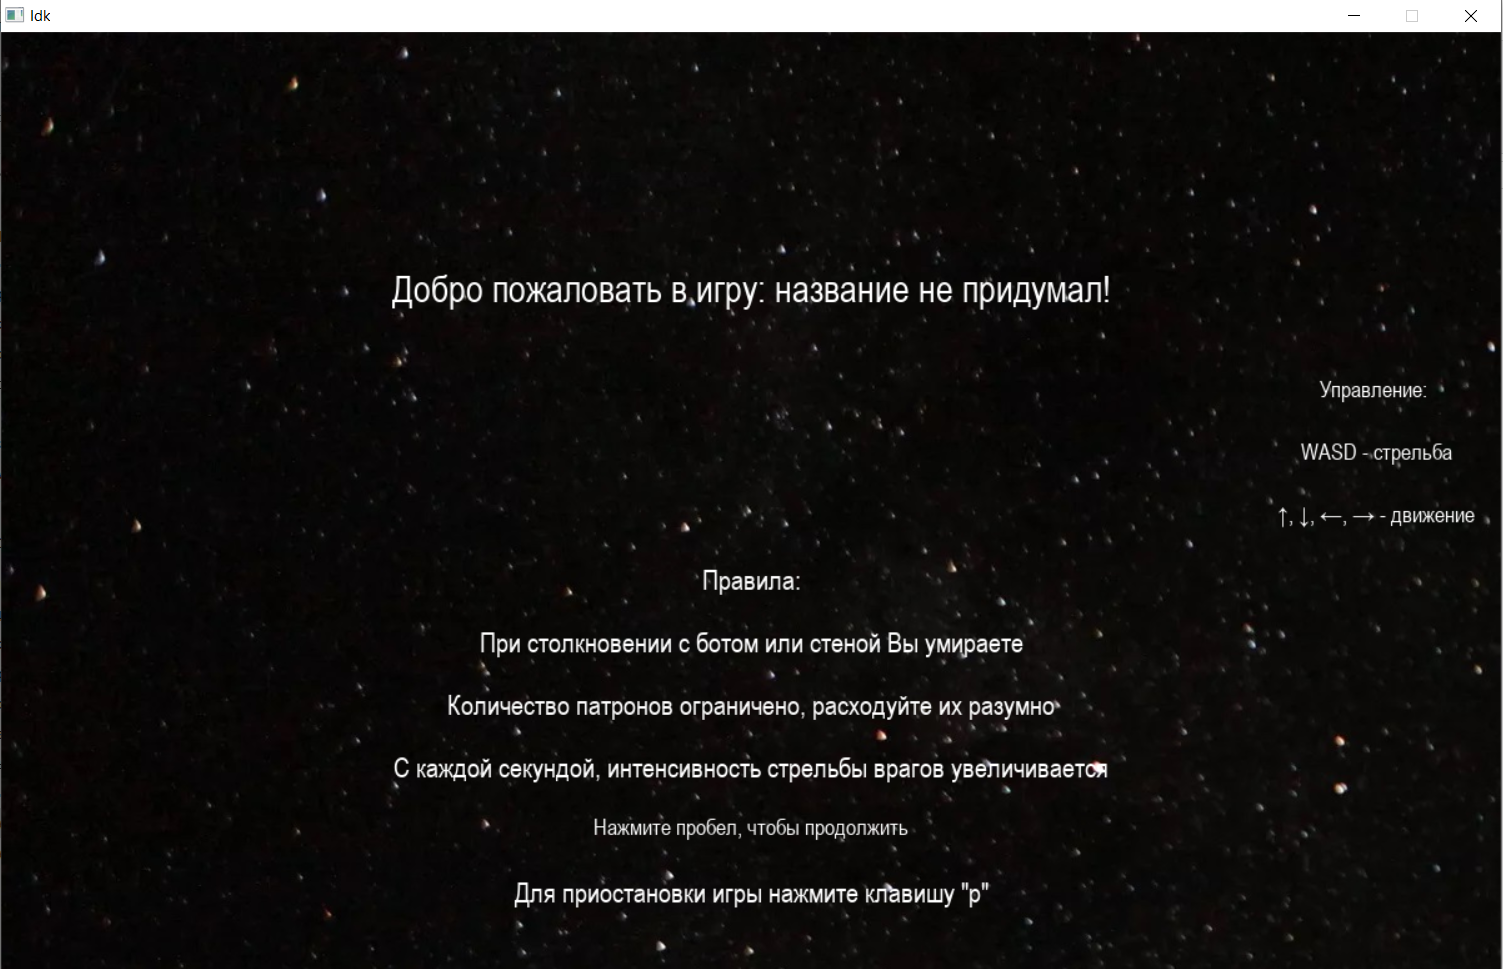 Idk
Добро пожаловать в игру: название не придумал!
Управление:
WASD - стрельба
↑, ↓, ←, → - движение
Правила:
При столкновении с ботом или стеной Вы умираете
Количество патронов ограничено, расходуйте их разумно
С каждой секундой, интенсивность стрельбы врагов увеличивается
Нажмите пробел, чтобы продолжить
Для приостановки игры нажмите клавишу "p"